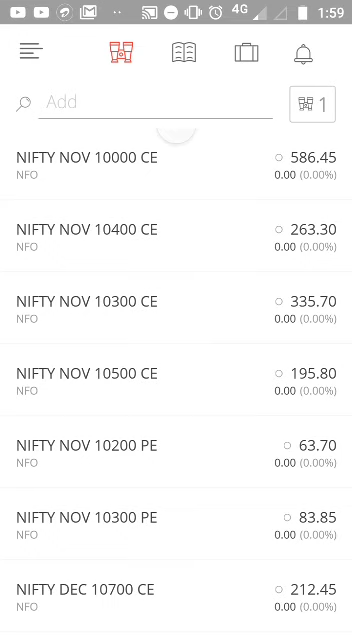 4G 1:59
Add
1
NIFTY NOV 10000 CE 586.45
NFO 0.00 (0.00%)
NIFTY NOV 10400 CE 263.30
NFO 0.00 (0.00%)
NIFTY NOV 10300 CE 335.70
NFO 0.00 (0.00%)
NIFTY NOV 10500 CE 195.80
NFO 0.00 (0.00%)
NIFTY NOV 10200 PE 63.70
NFO 0.00 (0.00%)
NIFTY NOV 10300 PE 83.85
NFO 0.00 (0.00%)
NIFTY DEC 10700 CE 212.45
NFO 0.00 (0.00%)